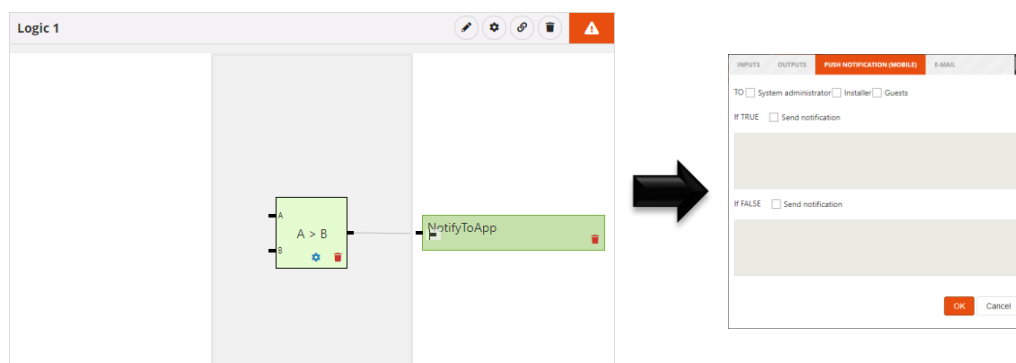 Logic 1
A
A > B
B
NotifyToApp
INPUTS OUTPUTS PUSH NOTIFICATION (MOBILE) E-MAIL
TO System administrator Installer Guests
If TRUE Send notification
If FALSE Send notification
OK Cancel